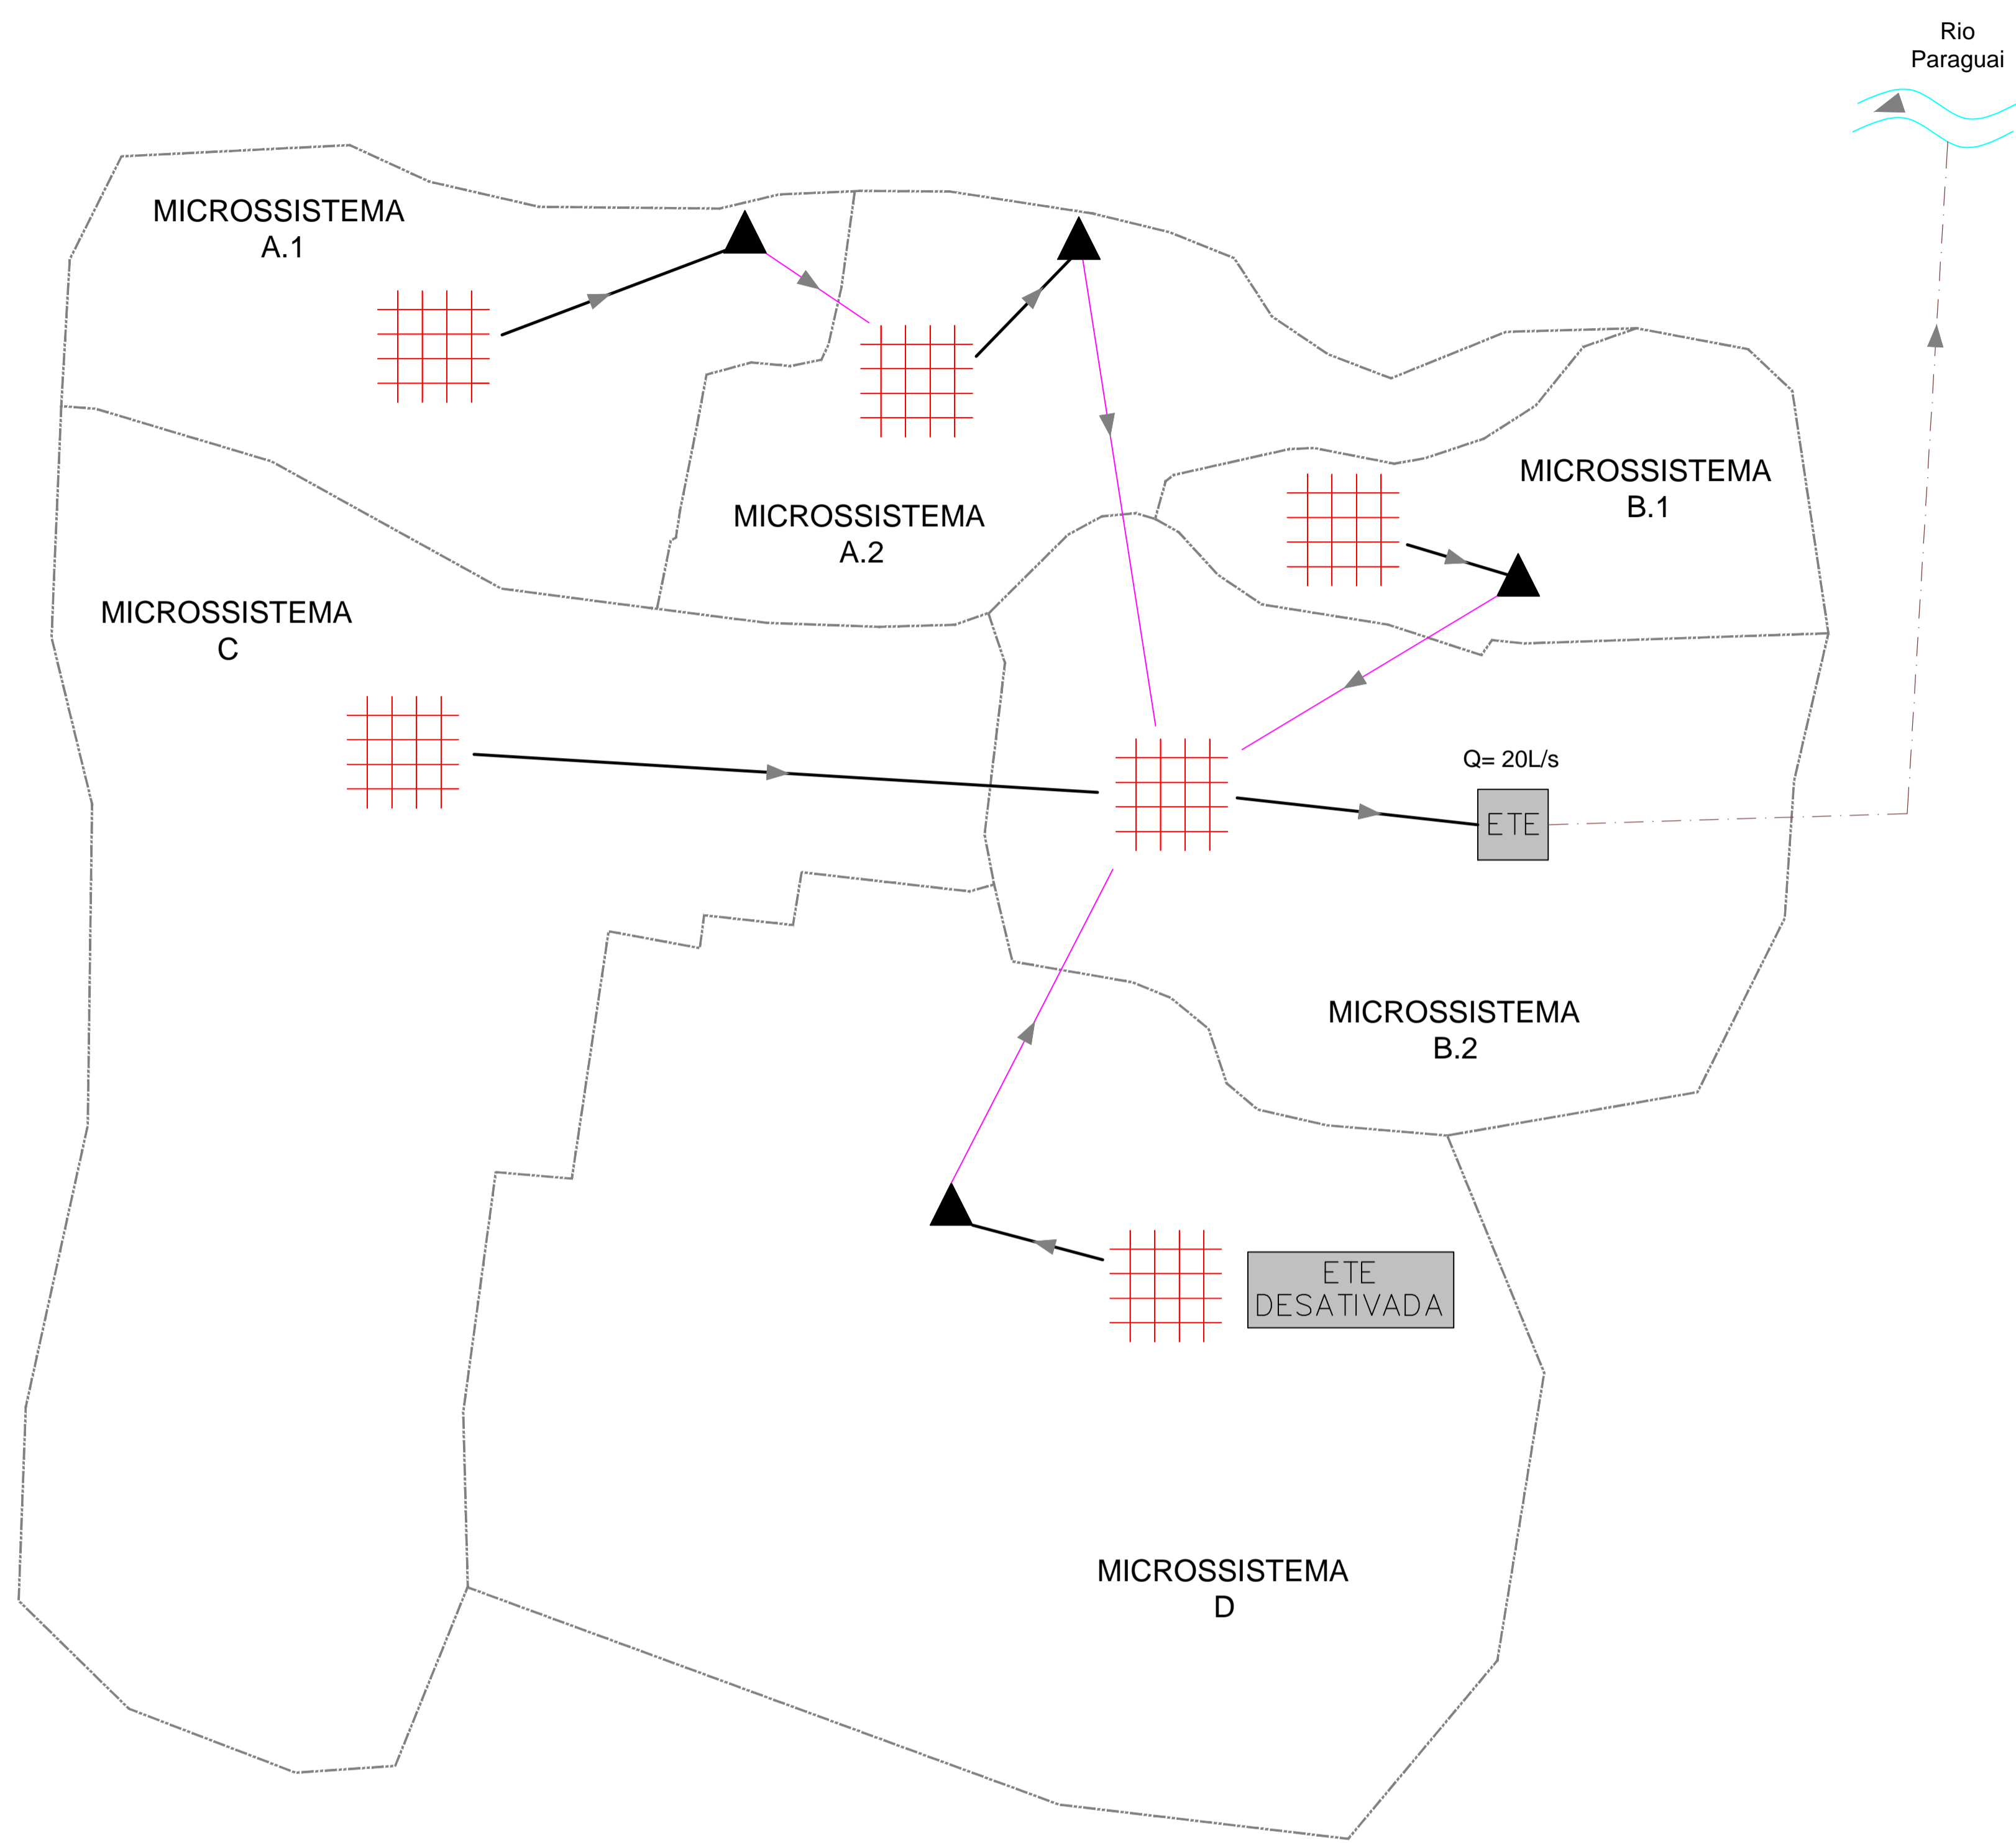 Rio
Paraguai
MICROSSISTEMA
A.1
MICROSSISTEMA
B.1
MICROSSISTEMA
A.2
MICROSSISTEMA
C
Q= 20L/s
ETE
MICROSSISTEMA
B.2
ETE
DESATIVADA
MICROSSISTEMA
D